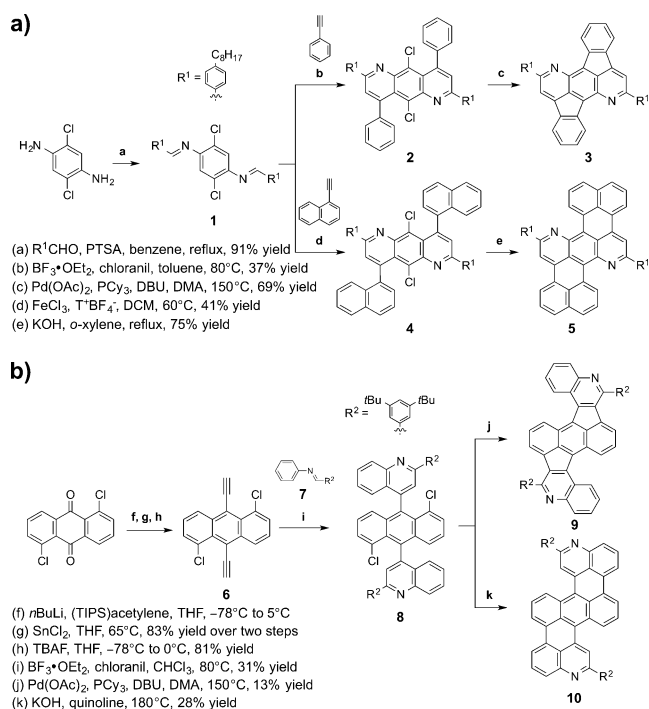 a)
C₈H₁₇
R¹ =
b
c
R¹
N
Cl
N
R¹
Cl
2
R¹
N
N
R¹
3
H₂N
Cl
NH₂
Cl
a
R¹
N
Cl
N
R¹
Cl
1
d
e
R¹
N
Cl
N
R¹
Cl
4
R¹
N
N
R¹
5
(a) R¹CHO, PTSA, benzene, reflux, 91% yield
(b) BF₃•OEt₂, chloranil, toluene, 80°C, 37% yield
(c) Pd(OAc)₂, PCy₃, DBU, DMA, 150°C, 69% yield
(d) FeCl₃, T⁺BF₄⁻, DCM, 60°C, 41% yield
(e) KOH, o-xylene, reflux, 75% yield
b)
R² =
tBu
tBu
j
N
R²
R²
N
9
O
Cl
Cl
O
f, g, h
Cl
Cl
6
N
R²
7
i
N
R²
Cl
Cl
R²
N
8
k
R²
N
N
R²
10
(f) nBuLi, (TIPS)acetylene, THF, –78°C to 5°C
(g) SnCl₂, THF, 65°C, 83% yield over two steps
(h) TBAF, THF, –78°C to 0°C, 81% yield
(i) BF₃•OEt₂, chloranil, CHCl₃, 80°C, 31% yield
(j) Pd(OAc)₂, PCy₃, DBU, DMA, 150°C, 13% yield
(k) KOH, quinoline, 180°C, 28% yield